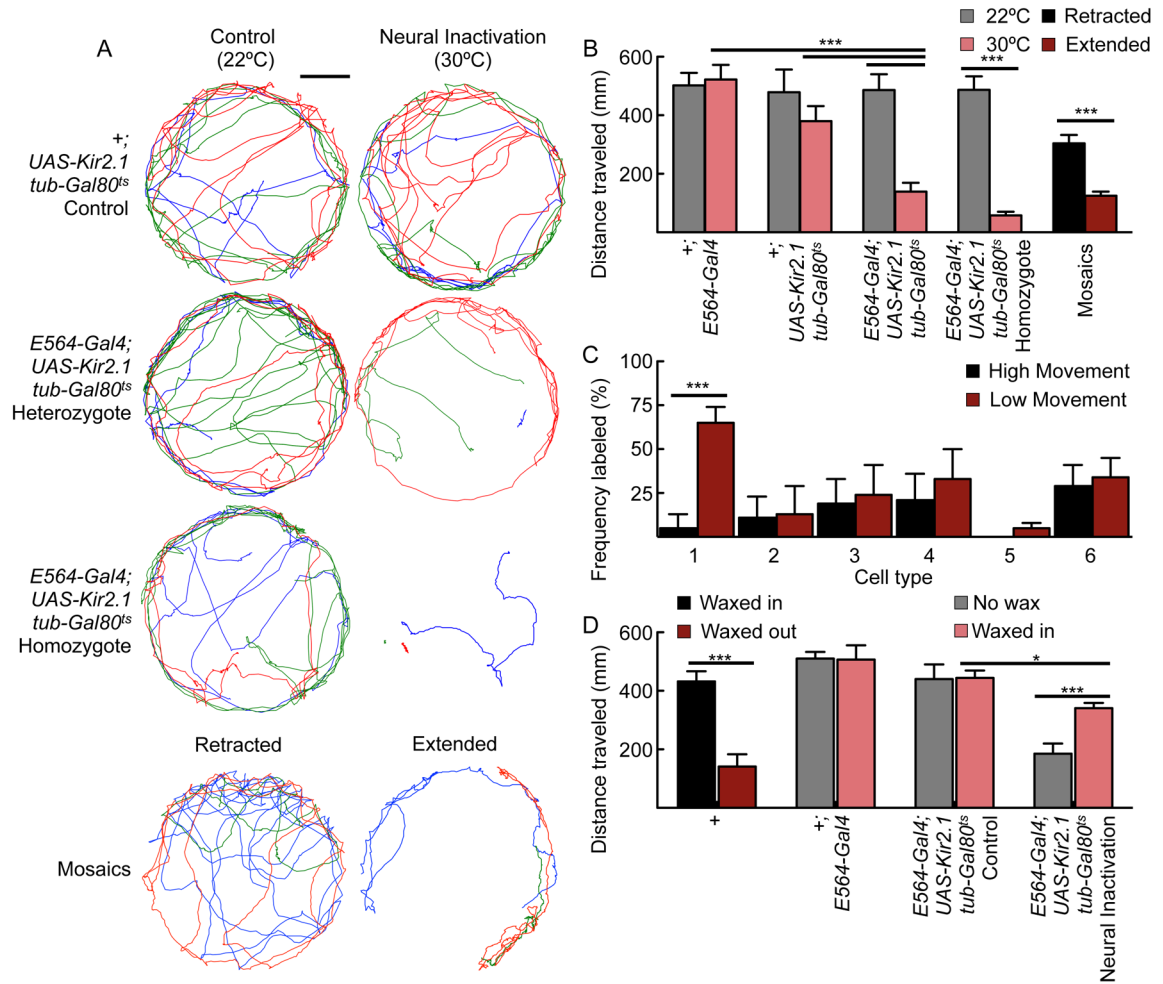 A
Control
(22ºC)
Neural Inactivation
(30ºC)
+;
UAS-Kir2.1
tub-Gal80ts
Control
E564-Gal4;
UAS-Kir2.1
tub-Gal80ts
Heterozygote
E564-Gal4;
UAS-Kir2.1
tub-Gal80ts
Homozygote
Retracted
Extended
Mosaics
B
22ºC
Retracted
30ºC
Extended
Distance traveled (mm)
600
400
200
***
***
***
+;
E564-Gal4
+;
UAS-Kir2.1
tub-Gal80ts
E564-Gal4;
UAS-Kir2.1
tub-Gal80ts
E564-Gal4;
UAS-Kir2.1
tub-Gal80ts
Homozygote
Mosaics
C
High Movement
Low Movement
Frequency labeled (%)
100
75
50
25
***
1 2 3 4 5 6
Cell type
D
Waxed in
No wax
Waxed out
Waxed in
Distance traveled (mm)
600
400
200
***
*
***
+
+;
E564-Gal4
E564-Gal4;
UAS-Kir2.1
tub-Gal80ts
Control
E564-Gal4;
UAS-Kir2.1
tub-Gal80ts
Neural Inactivation